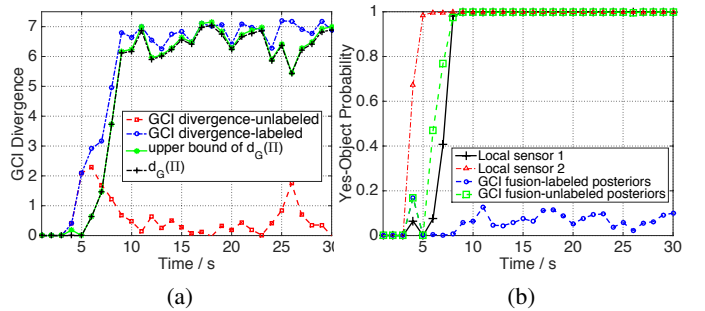 7
6
5
4
3
2
1
0
GCI Divergence
GCI divergence-unlabeled
GCI divergence-labeled
upper bound of d_G(Π)
d_G(Π)
5 10 15 20 25 30
Time / s
(a)
1
0.8
0.6
0.4
0.2
0
Yes-Object Probability
Local sensor 1
Local sensor 2
GCI fusion-labeled posteriors
GCI fusion-unlabeled posteriors
5 10 15 20 25 30
Time / s
(b)